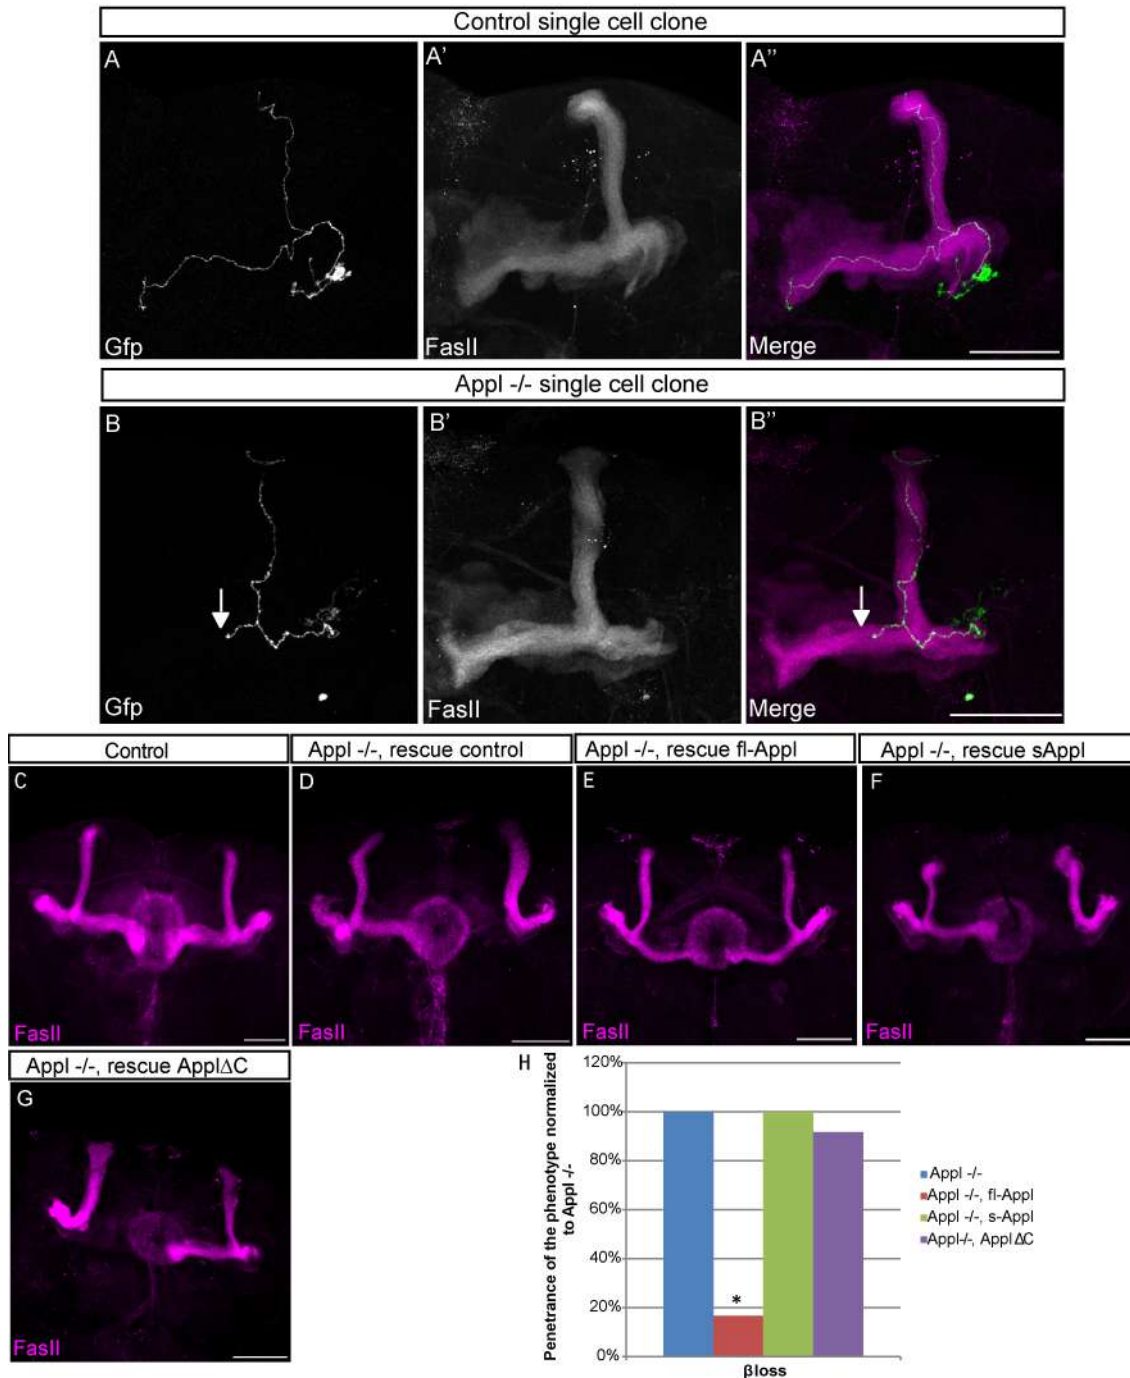 Control single cell clone
A
A'
A''
Gfp
FasII
Merge
Appl -/- single cell clone
B
B'
B''
Gfp
FasII
Merge
Control
Appl -/-, rescue control
Appl -/-, rescue fl-Appl
Appl -/-, rescue sAppl
C
D
E
F
FasII
FasII
FasII
FasII
Appl -/-, rescue ApplΔC
G
FasII
H
Penetrance of the phenotype normalized
to Appl -/-
120%
100%
80%
60%
40%
20%
0%
*
βloss
Appl -/-
Appl -/-, fl-Appl
Appl -/-, s-Appl
Appl-/-, ApplΔC